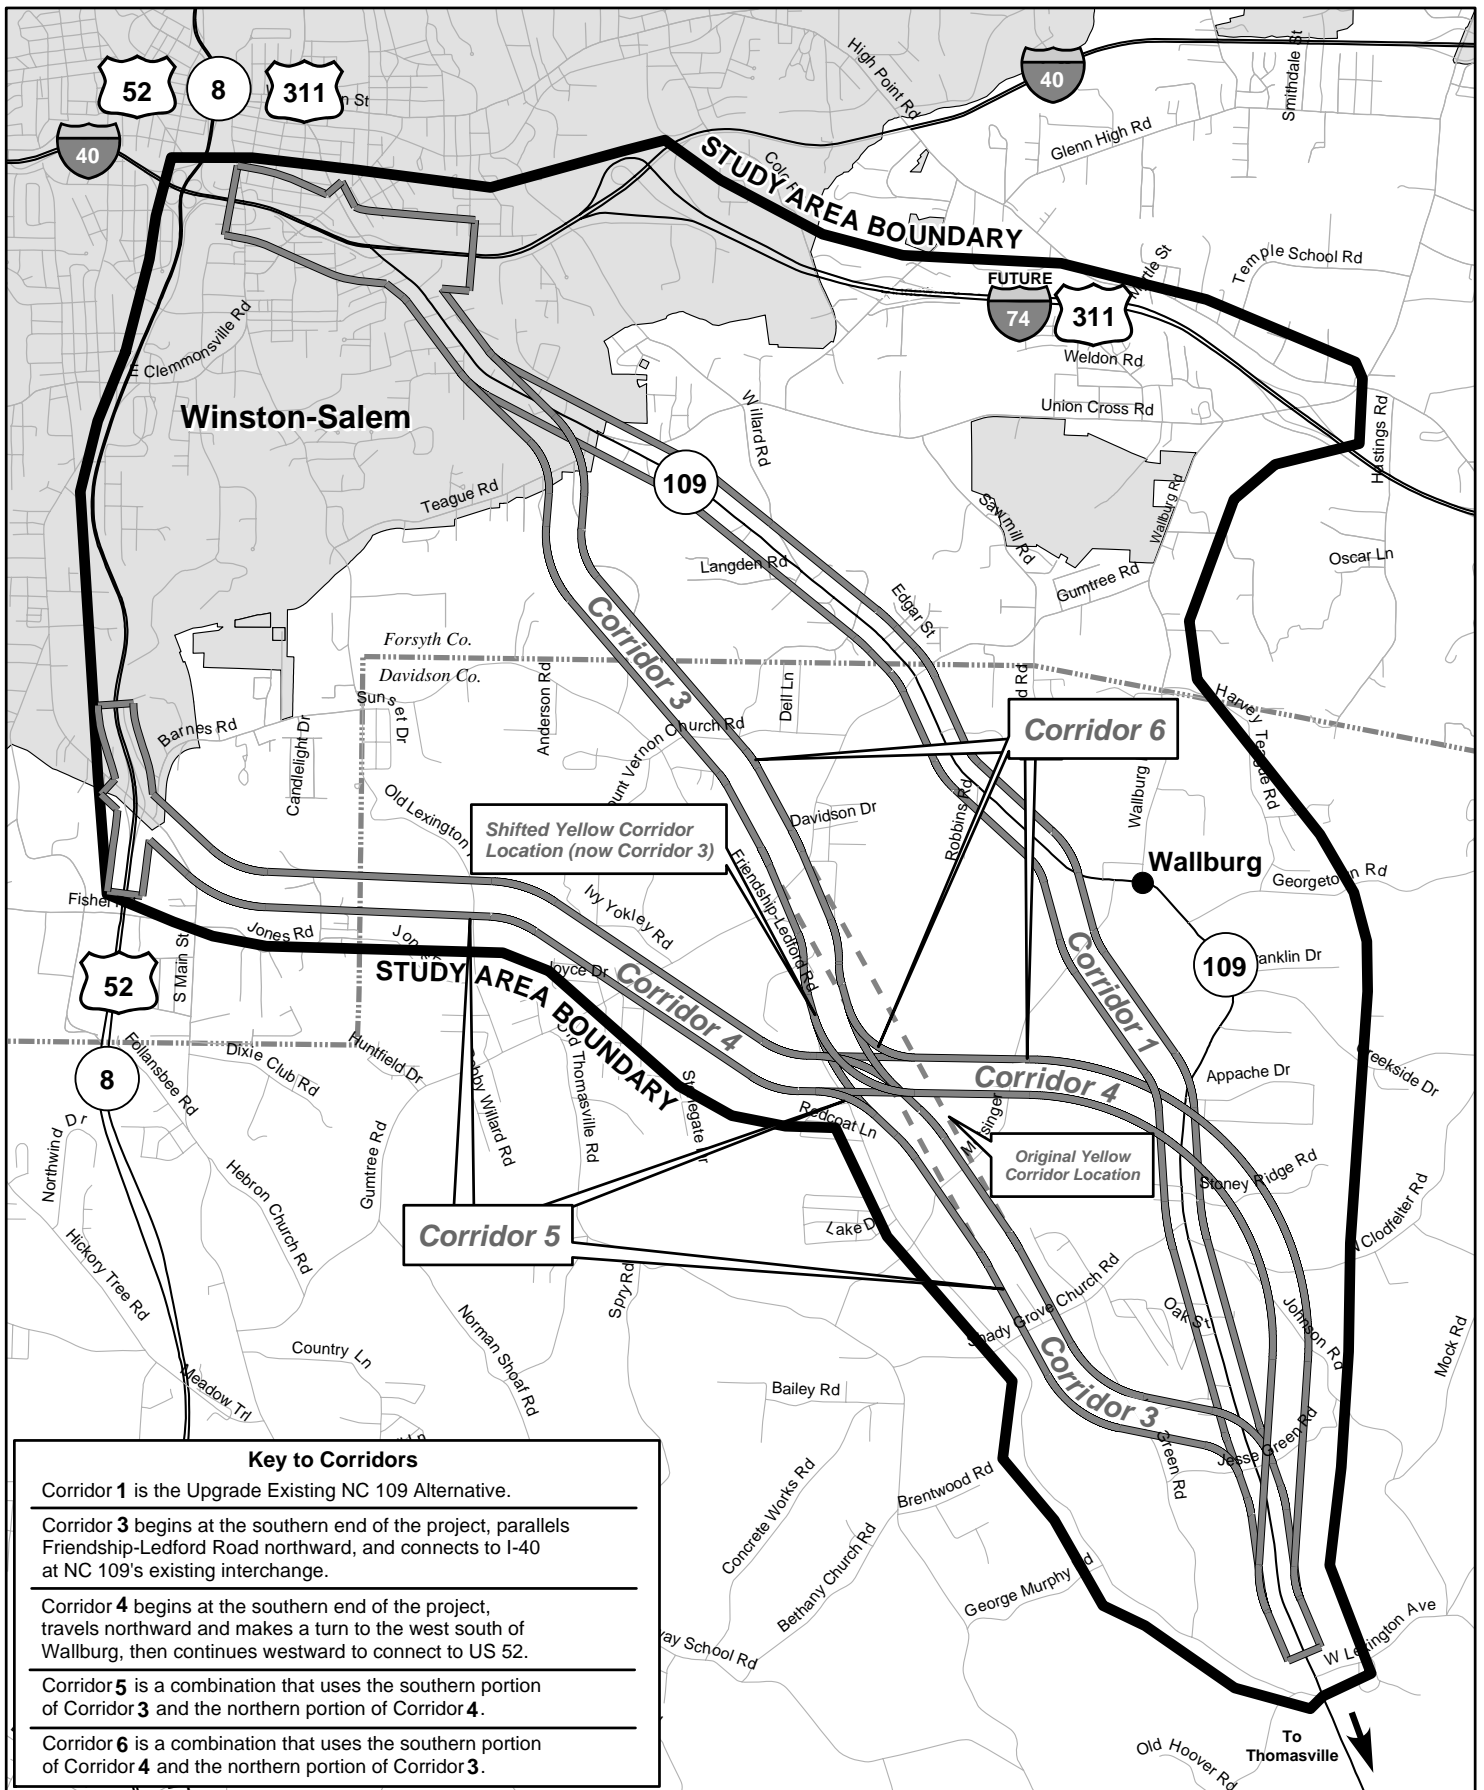 52
8
311
n St
40
High Point Rd
40
Smithdale St
Glenn High Rd
STUDY AREA BOUNDARY
Temple School Rd
Myrtle St
FUTURE
74
311
Weldon Rd
E Clemmonsville Rd
Union Cross Rd
Winston-Salem
Willard Rd
Hastings Rd
109
Teague Rd
Sawmill Rd
Wallburg Rd
Oscar Ln
Langden Rd
Gumtree Rd
Edgar St
Corridor 3
Forsyth Co.
Davidson Co.
Sunset Dr
Anderson Rd
Dell Ln
d Rd
Harvey Teague Rd
Barnes Rd
Candlelight Dr
Church Rd
ount Vernon
Corridor 6
Old Lexington
Wallburg
Robbins Rd
Davidson Dr
Shifted Yellow Corridor
Location (now Corridor 3)
Friendship-Ledford Rd
Wallburg
Georgetown Rd
Fisher
Ivy Yokley Rd
Jones Rd
S Main St
109
anklin Dr
Corridor 1
52
STUDY AREA BOUNDARY
oyce Dr
Corridor 4
8
Follansbee Rd
Dixie Club Rd
Huntfield Dr
obby Willard Rd
Thomasville Rd
Redcoat Ln
Corridor 4
Appache Dr
reekside Dr
Original Yellow
Corridor Location
Northwind Dr
Hebron Church Rd
Gumtree Rd
Stoney Ridge Rd
Clodfelter Rd
Corridor 5
Lake D
Hickory Tree Rd
Spry Rd
Norman Shoaf Rd
Shady Grove Church Rd
Oak St
Johnson Rd
Mock Rd
Country Ln
Meadow Trl
Bailey Rd
Corridor 3
Green Rd
Jesse Green Rd
Concrete Works Rd
Brentwood Rd
Bethany Church Rd
George Murphy Rd
way School Rd
W Lexington Ave
Old Hoover Rd
To
Thomasville
Key to Corridors
Corridor 1 is the Upgrade Existing NC 109 Alternative.
Corridor 3 begins at the southern end of the project, parallels
Friendship-Ledford Road northward, and connects to I-40
at NC 109's existing interchange.
Corridor 4 begins at the southern end of the project,
travels northward and makes a turn to the west south of
Wallburg, then continues westward to connect to US 52.
Corridor 5 is a combination that uses the southern portion
of Corridor 3 and the northern portion of Corridor 4.
Corridor 6 is a combination that uses the southern portion
of Corridor 4 and the northern portion of Corridor 3.